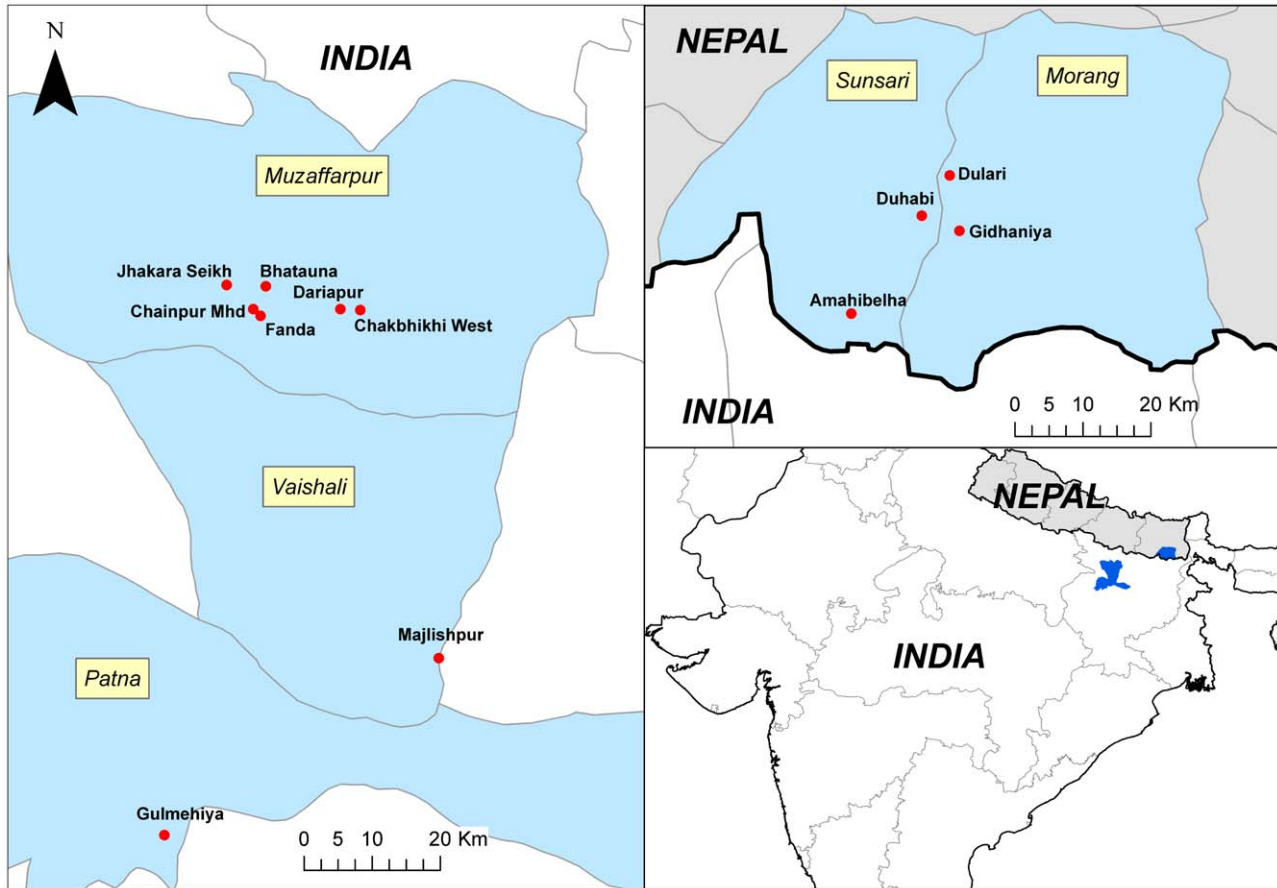 N
INDIA
Muzaffarpur
Jhakara Seikh
Bhatauna
Dariapur
Chainpur Mhd
Fanda
Chakbhikhi West
Vaishali
Majlishpur
Patna
Gulmehiya
0 5 10 20 Km
NEPAL
Sunsari
Morang
Dulari
Duhabi
Gidhaniya
Amahibelha
INDIA
0 5 10 20 Km
NEPAL
INDIA